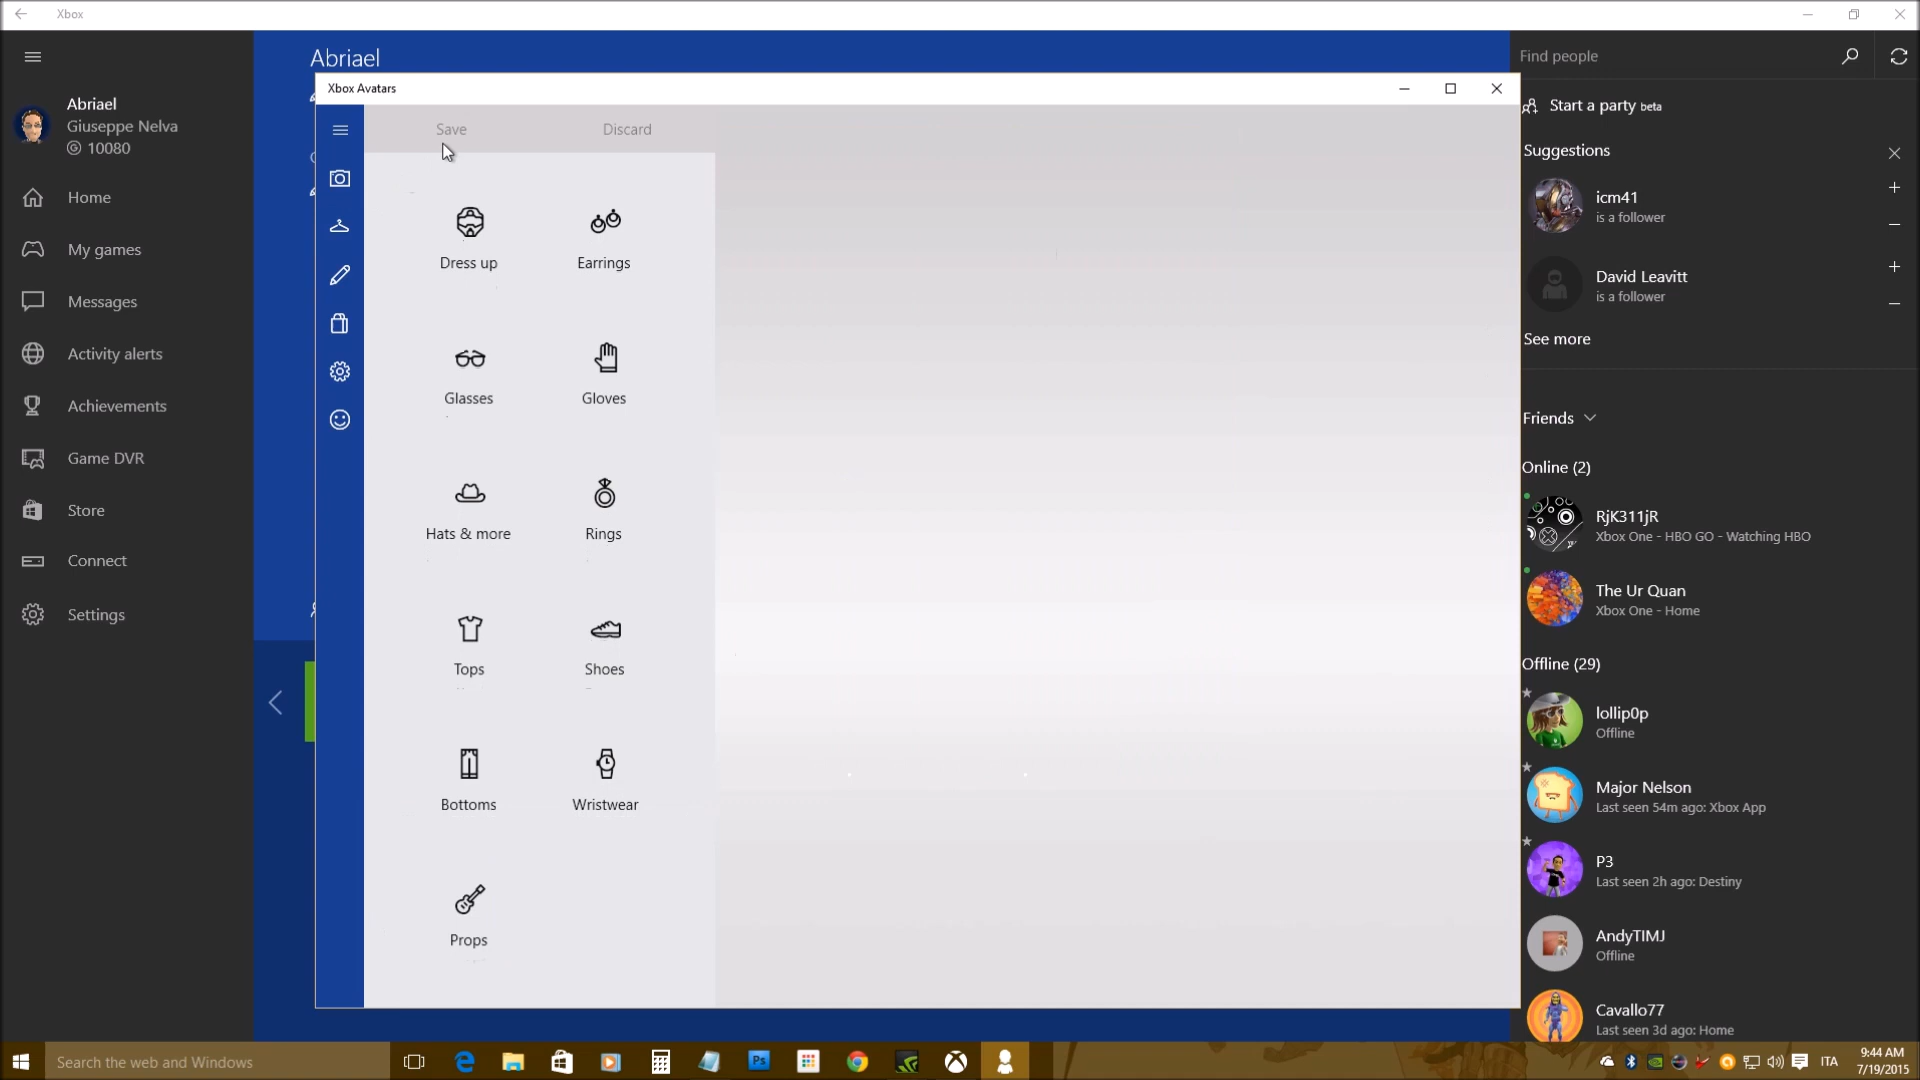 Xbox
Abriael
Giuseppe Nelva
10080
Home
My games
Messages
Activity alerts
Achievements
Game DVR
Store
Connect
Settings
Abriael
Xbox Avatars
Save
Discard
Dress up
Earrings
Glasses
Gloves
Hats & more
Rings
Tops
Shoes
Bottoms
Wristwear
Props
Find people
Start a party beta
Suggestions
icm41
is a follower
David Leavitt
is a follower
See more
Friends
Online (2)
RjK311jR
Xbox One - HBO GO - Watching HBO
The Ur Quan
Xbox One - Home
Offline (29)
lollip0p
Offline
Major Nelson
Last seen 54m ago: Xbox App
P3
Last seen 2h ago: Destiny
AndyTIMJ
Offline
Cavallo77
Last seen 3d ago: Home
Search the web and Windows
Ps
ITA
9:44 AM
7/19/2015